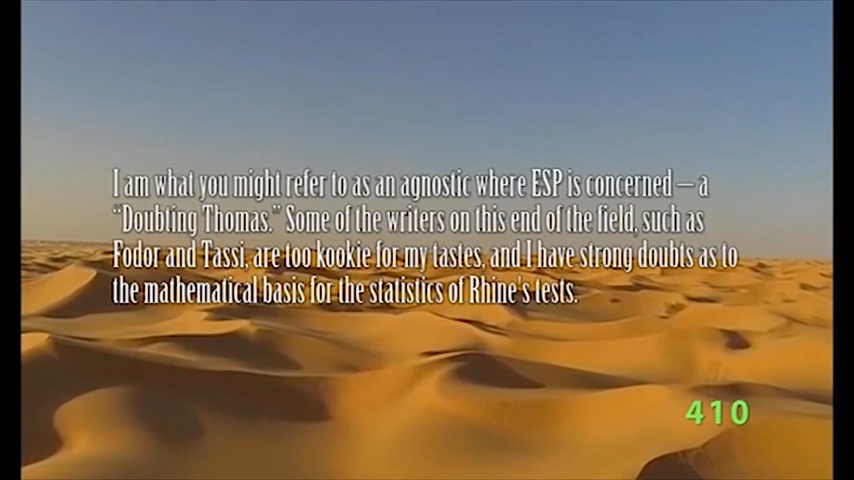 I am what you might refer to as an agnostic where ESP is concerned – a
“Doubting Thomas.” Some of the writers on this end of the field, such as
Fodor and Tassi, are too kookie for my tastes, and I have strong doubts as to
the mathematical basis for the statistics of Rhine's tests.
410